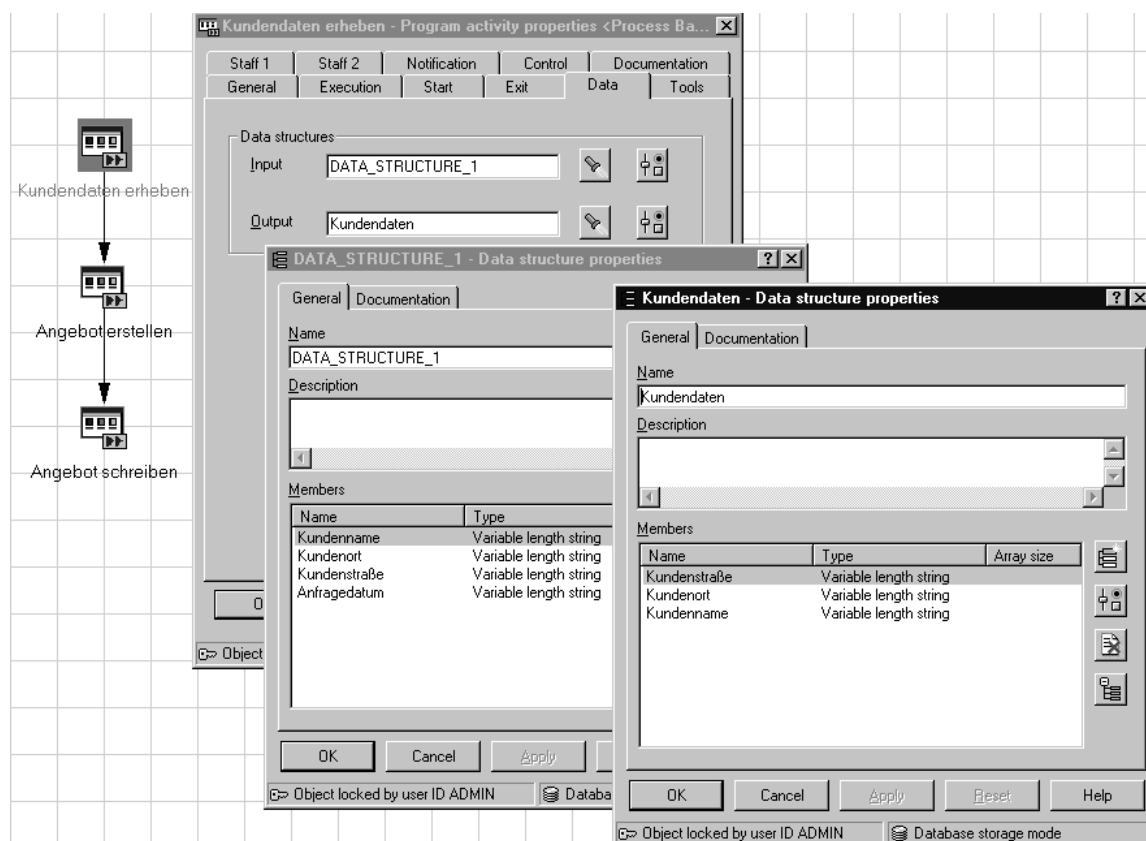 Kundendaten erheben - Program activity properties <Process Ba...
Staff 1 Staff 2 Notification Control Documentation
General Execution Start Exit Data Tools
Data structures
Input DATA_STRUCTURE_1
Output Kundendaten
Kundendaten erheben
Angebot erstellen
Angebot schreiben
O
Object
DATA_STRUCTURE_1 - Data structure properties
General Documentation
Name
DATA_STRUCTURE_1
Description
Members
Name Type
Kundenname Variable length string
Kundenort Variable length string
Kundenstraße Variable length string
Anfragedatum Variable length string
OK Cancel Apply
Object locked by user ID ADMIN Databa
Kundendaten - Data structure properties
General Documentation
Name
Kundendaten
Description
Members
Name Type Array size
Kundenstraße Variable length string
Kundenort Variable length string
Kundenname Variable length string
OK Cancel Apply Reset Help
Object locked by user ID ADMIN Database storage mode